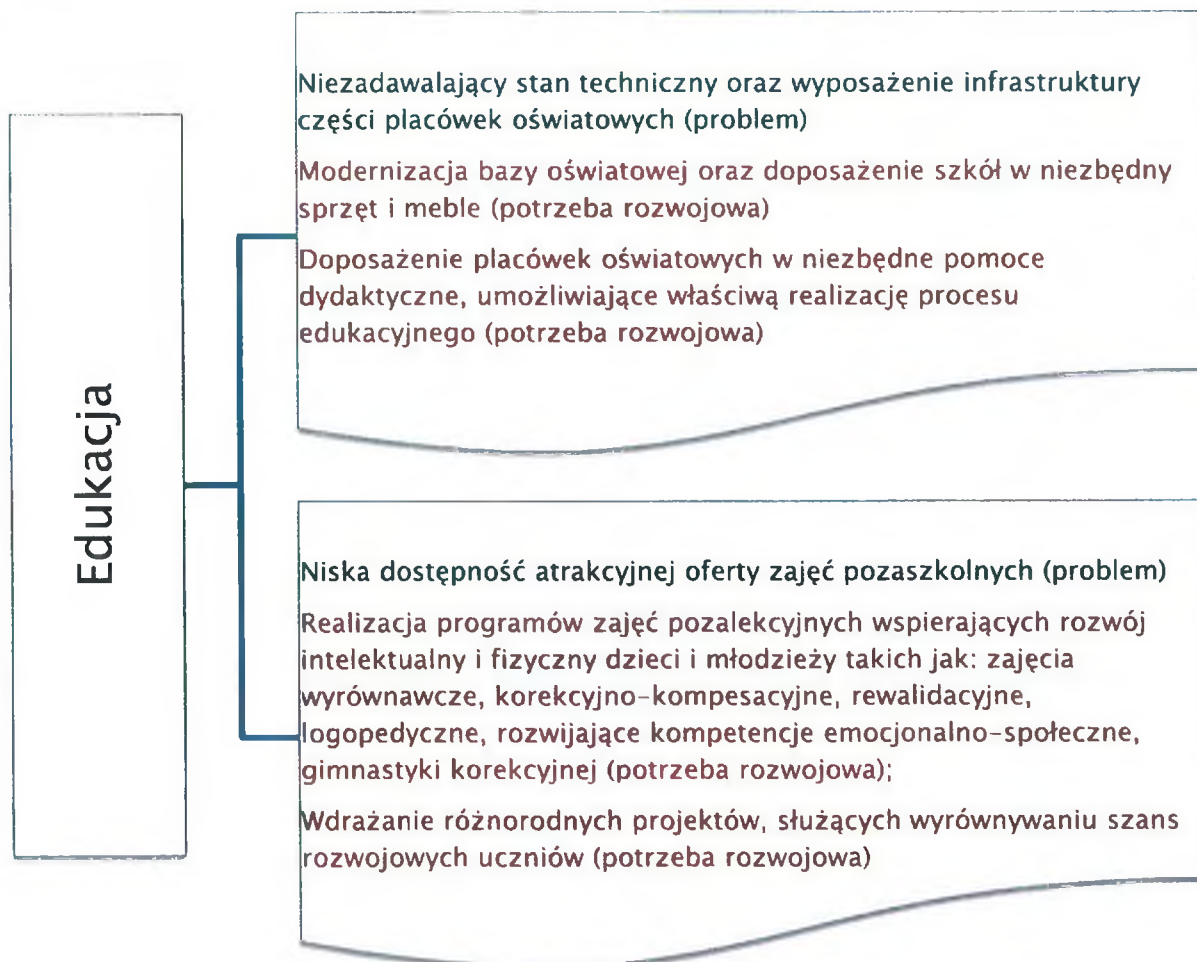 Edukacja
Niezadawalający stan techniczny oraz wyposażenie infrastruktury
części placówek oświatowych (problem)
Modernizacja bazy oświatowej oraz doposażenie szkół w niezbędny
sprzęt i meble (potrzeba rozwojowa)
Doposażenie placówek oświatowych w niezbędne pomoce
dydaktyczne, umożliwiające właściwą realizację procesu
edukacyjnego (potrzeba rozwojowa)
Niska dostępność atrakcyjnej oferty zajęć pozaszkolnych (problem)
Realizacja programów zajęć pozalekcyjnych wspierających rozwój
intelektualny i fizyczny dzieci i młodzieży takich jak: zajęcia
wyrównawcze, korekcyjno-kompesacyjne, rewalidacyjne,
logopedyczne, rozwijające kompetencje emocjonalno-społeczne,
gimnastyki korekcyjnej (potrzeba rozwojowa);
Wdrażanie różnorodnych projektów, służących wyrównywaniu szans
rozwojowych uczniów (potrzeba rozwojowa)